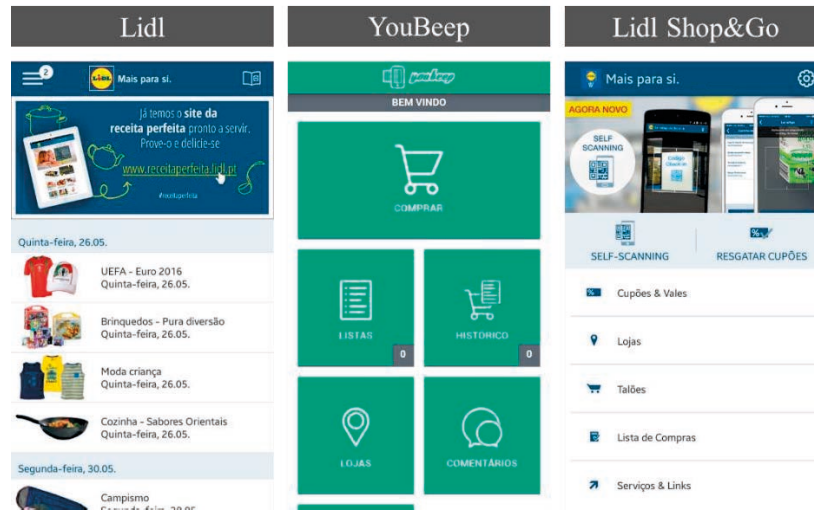 Lidl
YouBeep
Lidl Shop&Go
2
LIDL
Mais para si.
Já temos o site da
receita perfeita pronto a servir.
Prove-o e delicie-se
www.receitaperfeita.lidl.pt
#receitaperfeita
Quinta-feira, 26.05.
UEFA - Euro 2016
Quinta-feira, 26.05.
Brinquedos - Pura diversão
Quinta-feira, 26.05.
Moda criança
Quinta-feira, 26.05.
Cozinha - Sabores Orientais
Quinta-feira, 26.05.
Segunda-feira, 30.05.
Campismo
youbeep
BEM VINDO
COMPRAR
LISTAS
0
HISTÓRICO
0
LOJAS
COMENTÁRIOS
Mais para si.
AGORA NOVO
SELF
SCANNING
SELF-SCANNING
RESGATAR CUPÕES
Cupões & Vales
Lojas
Talões
Lista de Compras
Serviços & Links